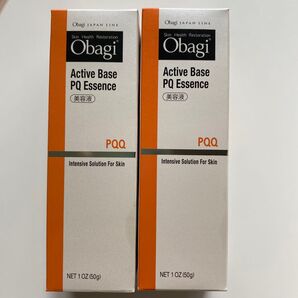 Obagi JAPAN LINE
Skin Health Restoration
Obagi
Active Base
PQ Essence
美容液
PQQ
Intensive Solution For Skin
NET 1 OZ (50g)
Obagi JAPAN LINE
Skin Health Restoration
Obagi
Active Base
PQ Essence
美容液
PQQ
Intensive Solution For Skin
NET 1 OZ (50g)